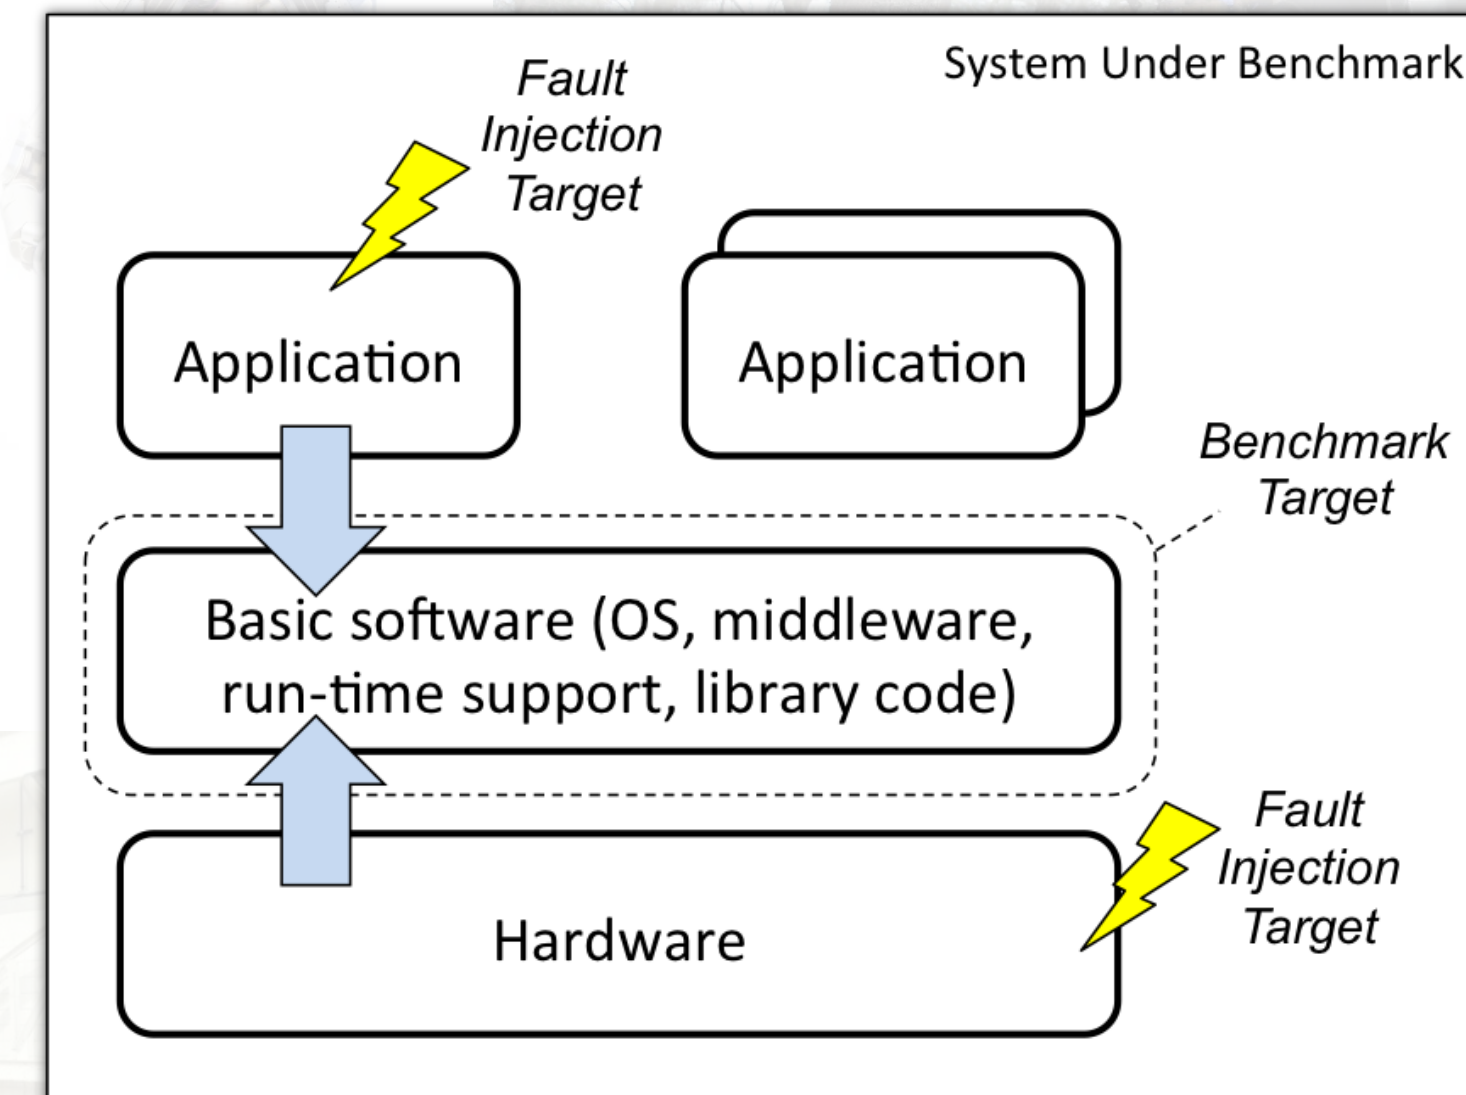 System Under Benchmark
Fault
Injection
Target
Application
Application
Benchmark
Target
Basic software (OS, middleware,
run-time support, library code)
Fault
Injection
Target
Hardware